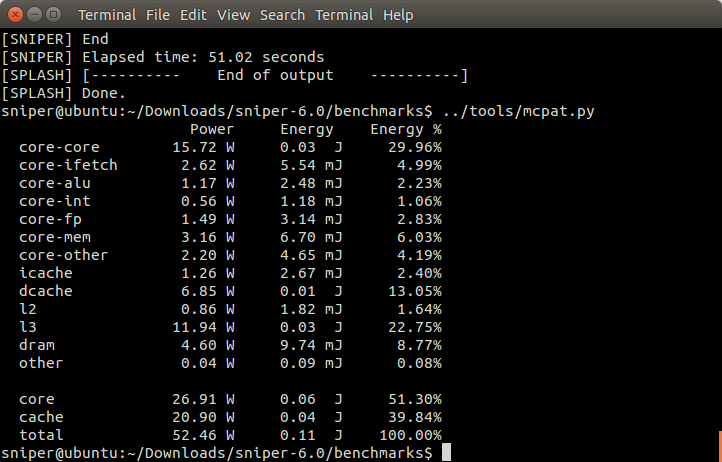 Terminal File Edit View Search Terminal Help
[SNIPER] End
[SNIPER] Elapsed time: 51.02 seconds
[SPLASH] [----------    End of output    ----------]
[SPLASH] Done.
sniper@ubuntu:~/Downloads/sniper-6.0/benchmarks$ ../tools/mcpat.py
                     Power     Energy    Energy %
  core-core        15.72 W     0.03  J     29.96%
  core-ifetch       2.62 W     5.54 mJ      4.99%
  core-alu          1.17 W     2.48 mJ      2.23%
  core-int          0.56 W     1.18 mJ      1.06%
  core-fp           1.49 W     3.14 mJ      2.83%
  core-mem          3.16 W     6.70 mJ      6.03%
  core-other        2.20 W     4.65 mJ      4.19%
  icache            1.26 W     2.67 mJ      2.40%
  dcache            6.85 W     0.01  J     13.05%
  l2                0.86 W     1.82 mJ      1.64%
  l3               11.94 W     0.03  J     22.75%
  dram              4.60 W     9.74 mJ      8.77%
  other             0.04 W     0.09 mJ      0.08%
  core             26.91 W     0.06  J     51.30%
  cache            20.90 W     0.04  J     39.84%
  total            52.46 W     0.11  J    100.00%
sniper@ubuntu:~/Downloads/sniper-6.0/benchmarks$